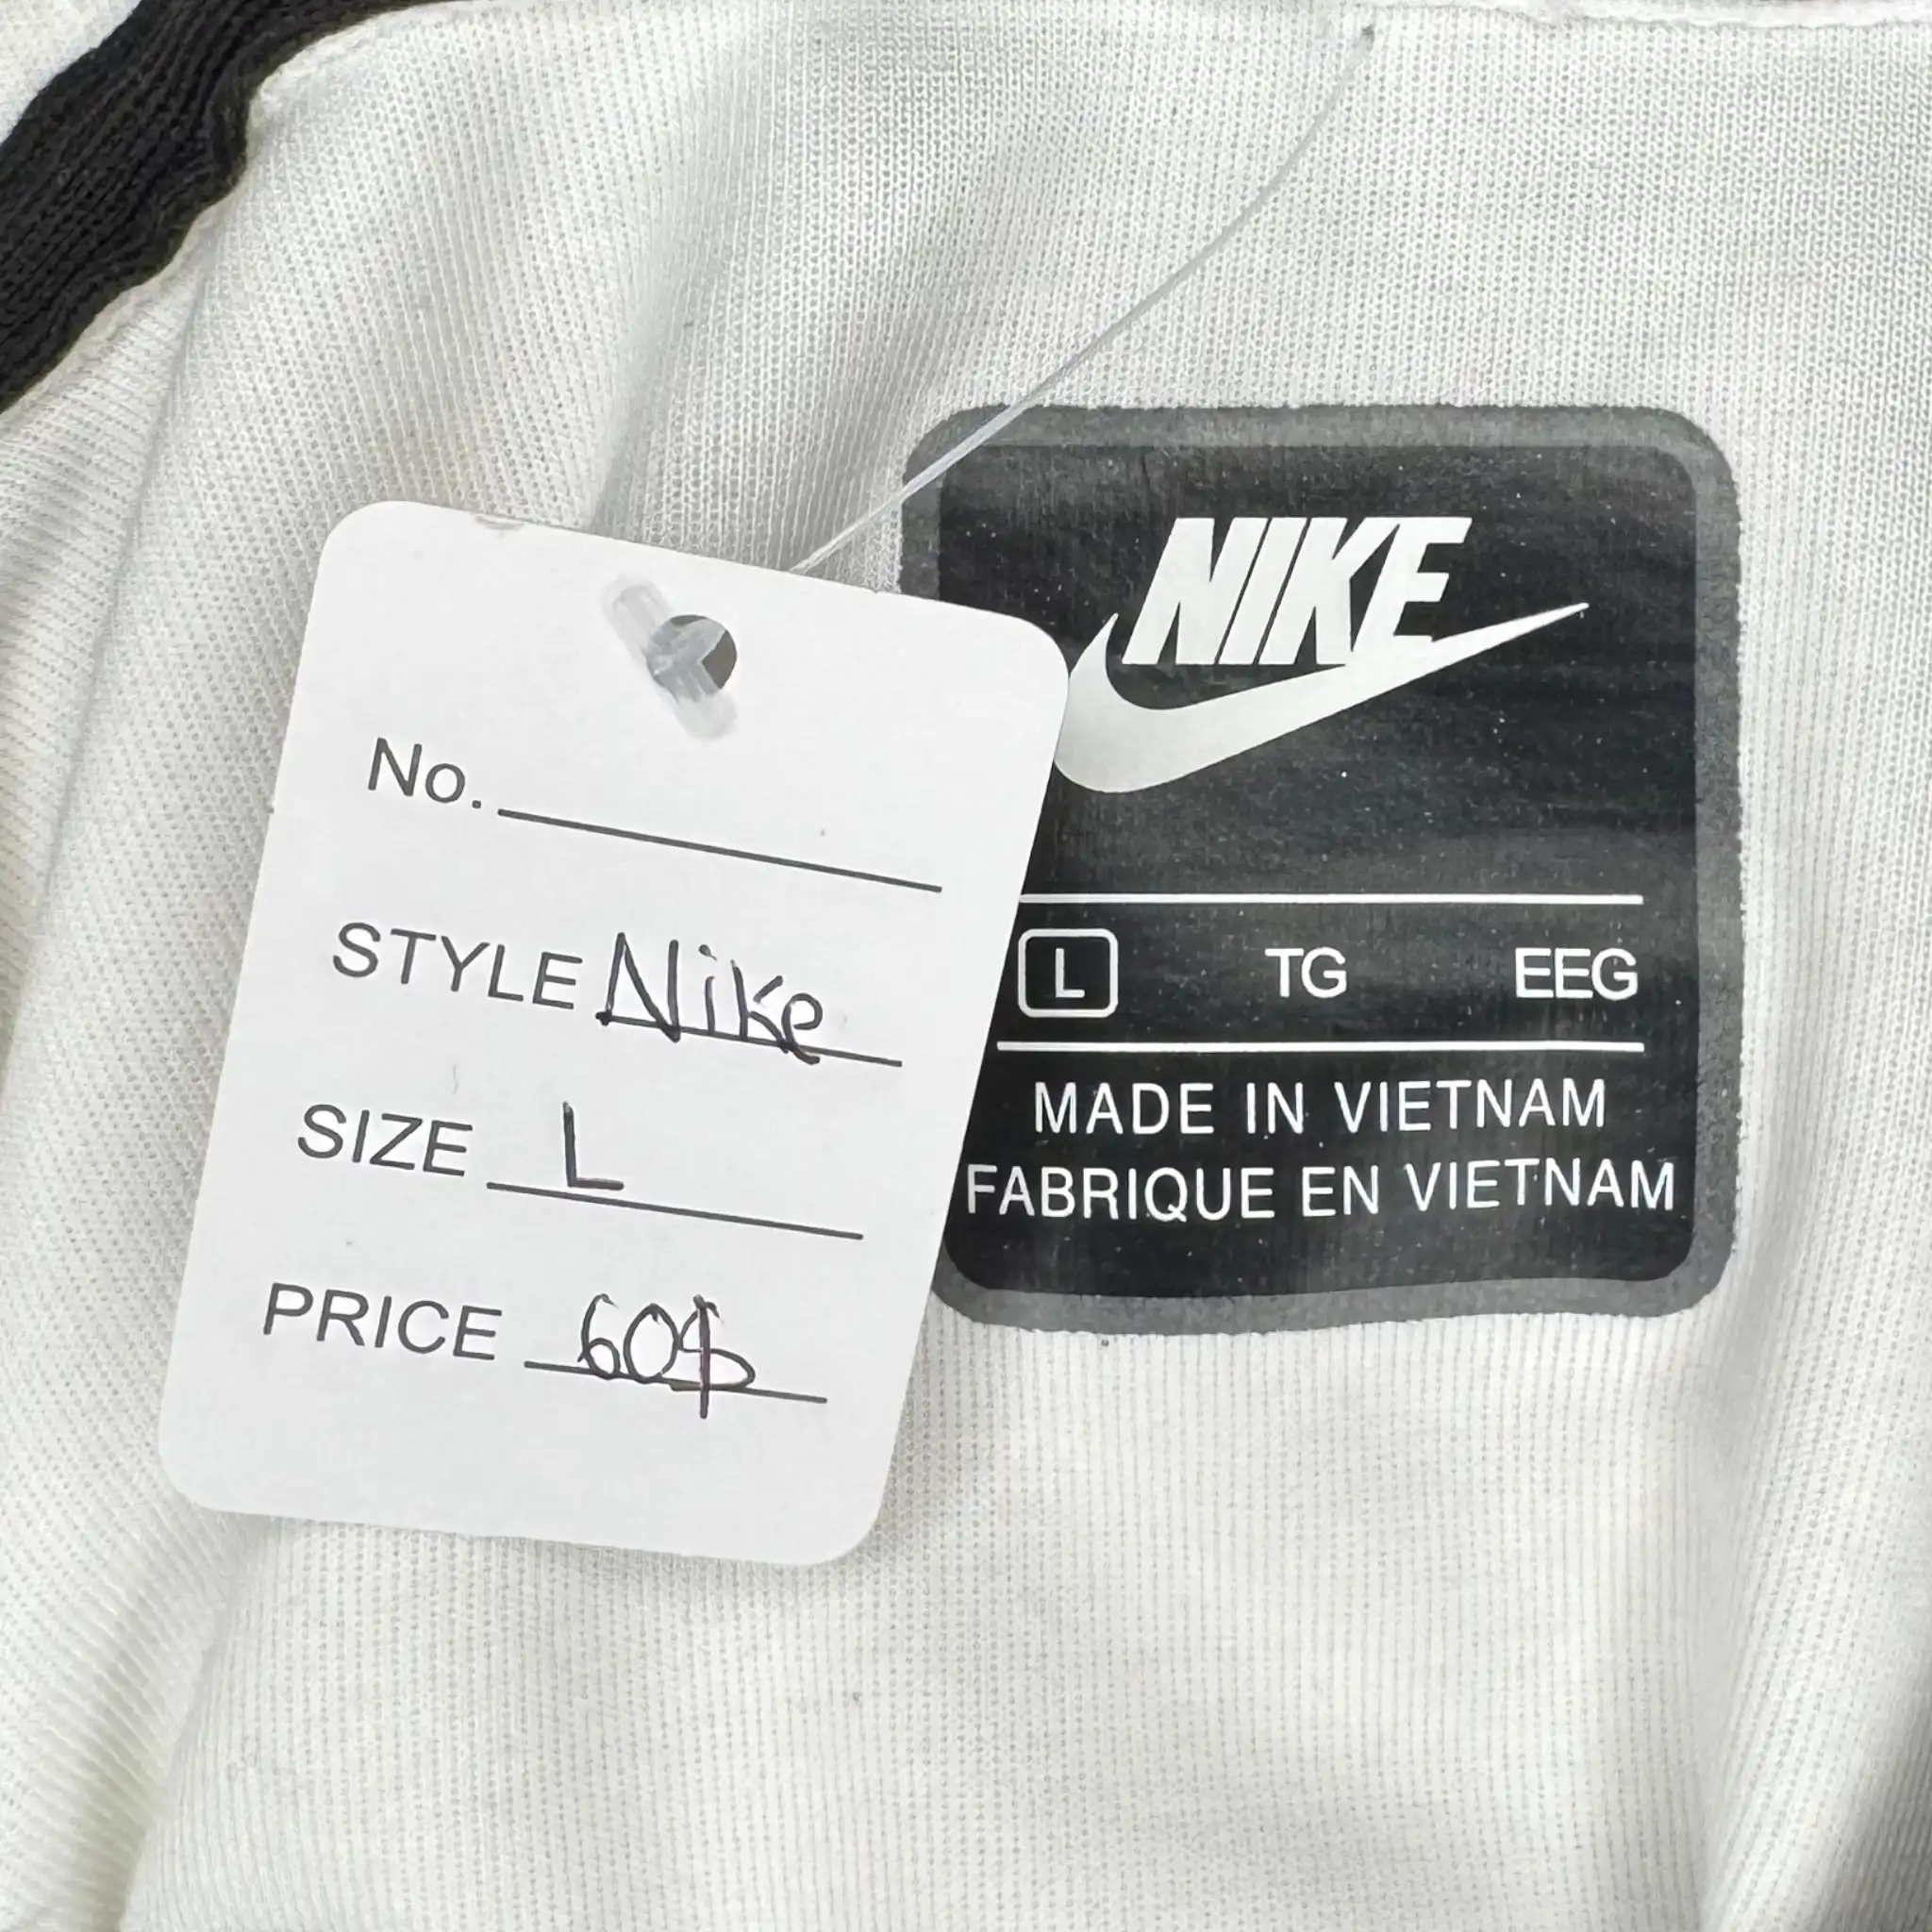 No.
STYLE Nike
SIZE L
PRICE 60$
NIKE
L TG EEG
MADE IN VIETNAM
FABRIQUE EN VIETNAM